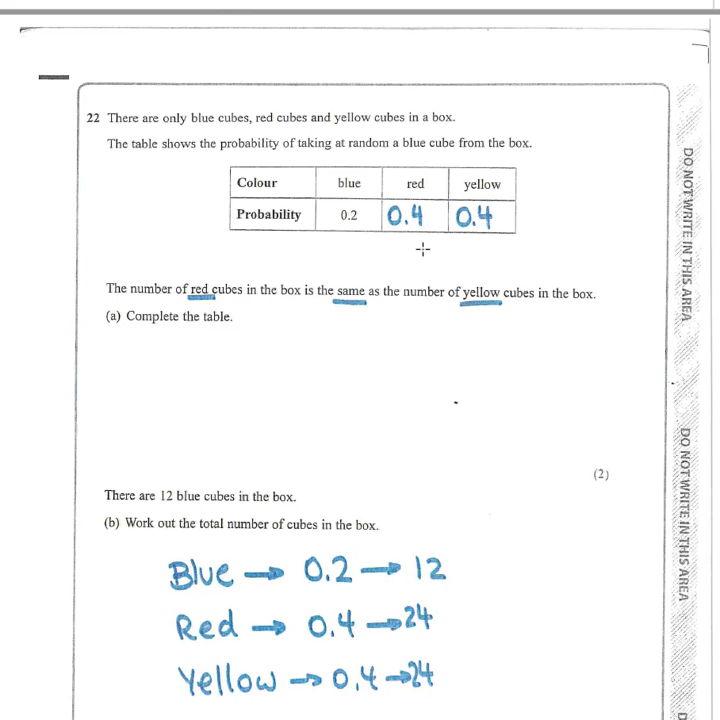 22 There are only blue cubes, red cubes and yellow cubes in a box.
The table shows the probability of taking at random a blue cube from the box.
Colour blue red yellow
Probability 0.2 0.4 0.4
The number of red cubes in the box is the same as the number of yellow cubes in the box.
(a) Complete the table.
(2)
There are 12 blue cubes in the box.
(b) Work out the total number of cubes in the box.
Blue → 0.2 → 12
Red → 0.4 → 24
Yellow → 0.4 → 24
DO NOT WRITE IN THIS AREA
DO NOT WRITE IN THIS AREA
D